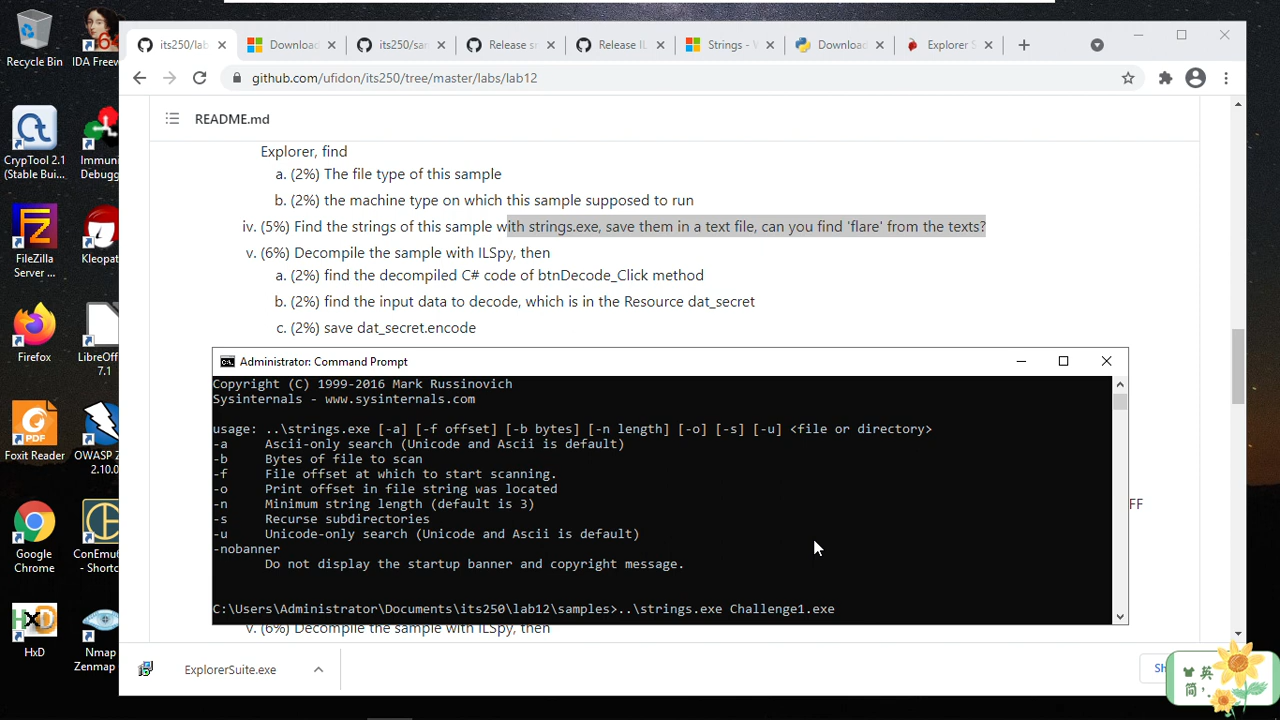 Recycle Bin
IDA Freew
CrypTool 2.1
(Stable Bui...
Immuni
Debugg
FileZilla
Server ...
Kleopat
Firefox
LibreOff
7.1
Foxit Reader
OWASP Z
2.10.0
Google
Chrome
ConEmu
- Shortc
HxD
Nmap
Zenmap
its250/lab
Download
its250/sa
Release s
Release IL
Strings - 
Download
Explorer S
github.com/ufidon/its250/tree/master/labs/lab12
README.md
Explorer, find
a. (2%) The file type of this sample
b. (2%) the machine type on which this sample supposed to run
iv. (5%) Find the strings of this sample with strings.exe, save them in a text file, can you find 'flare' from the texts?
v. (6%) Decompile the sample with ILSpy, then
a. (2%) find the decompiled C# code of btnDecode_Click method
b. (2%) find the input data to decode, which is in the Resource dat_secret
c. (2%) save dat_secret.encode
Administrator: Command Prompt
Copyright (C) 1999-2016 Mark Russinovich
Sysinternals - www.sysinternals.com
usage: ..\strings.exe [-a] [-f offset] [-b bytes] [-n length] [-o] [-s] [-u] <file or directory>
-a Ascii-only search (Unicode and Ascii is default)
-b Bytes of file to scan
-f File offset at which to start scanning.
-o Print offset in file string was located
-n Minimum string length (default is 3)
-s Recurse subdirectories
-u Unicode-only search (Unicode and Ascii is default)
-nobanner
Do not display the startup banner and copyright message.
C:\Users\Administrator\Documents\its250\lab12\samples>..\strings.exe Challenge1.exe
FF
v. (6%) Decompile the sample with ILSpy, then
ExplorerSuite.exe
Sh
英
简